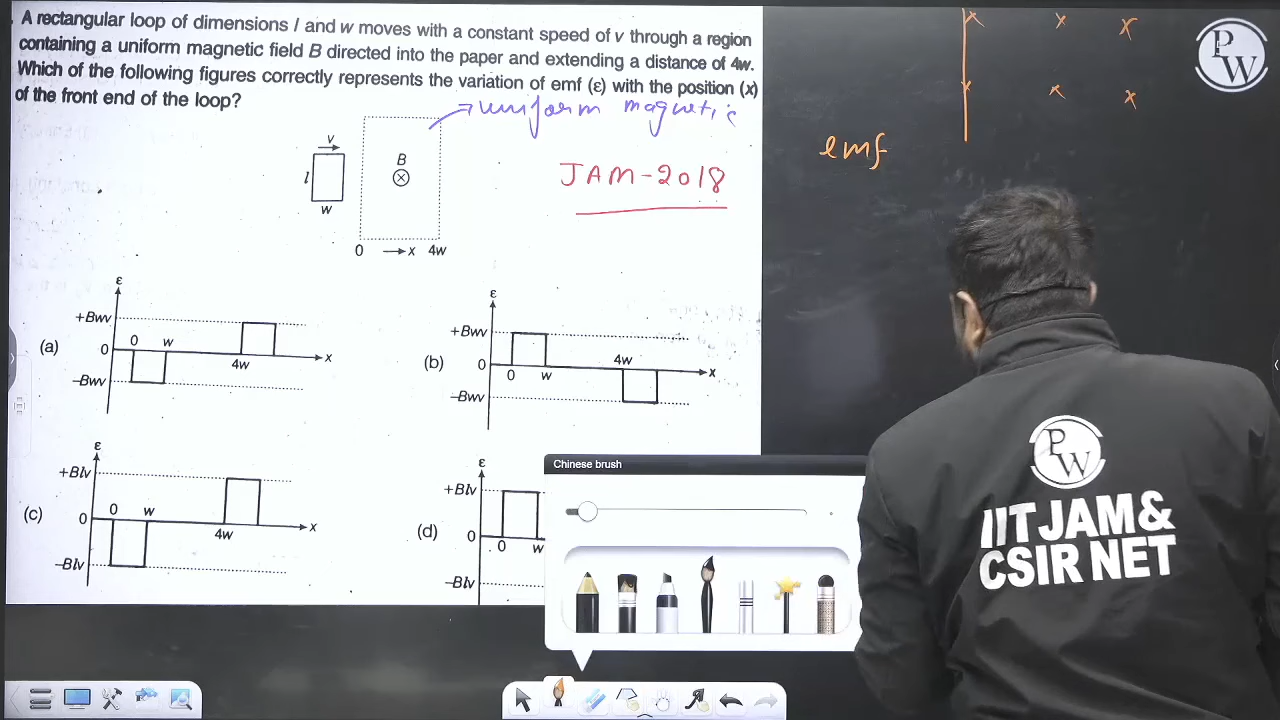 A rectangular loop of dimensions l and w moves with a constant speed of v through a region
containing a uniform magnetic field B directed into the paper and extending a distance of 4w.
Which of the following figures correctly represents the variation of emf (ε) with the position (x)
of the front end of the loop?
uniform magnetic
JAM-2018
emf
x x x
x x x
v
l
w
B
0 x 4w
(a)
ε
+Bwv
0
−Bwv
0 w
4w
x
(b)
ε
+Bwv
0
−Bwv
0 w
4w
x
(c)
ε
+Blv
0
−Blv
0 w
4w
x
(d)
ε
+Blv
0
−Blv
0 w
Chinese brush
PW
PW
IIT JAM &
CSIR NET